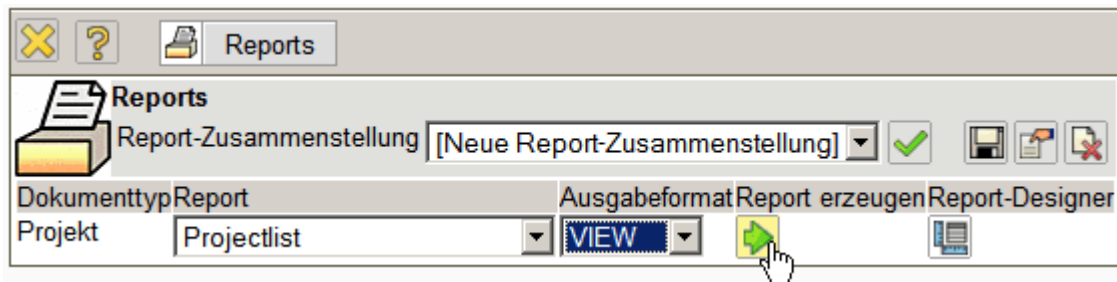 Reports
Reports
Report-Zusammenstellung [Neue Report-Zusammenstellung]
Dokumenttyp Report Ausgabeformat Report erzeugen Report-Designer
Projekt Projectlist VIEW